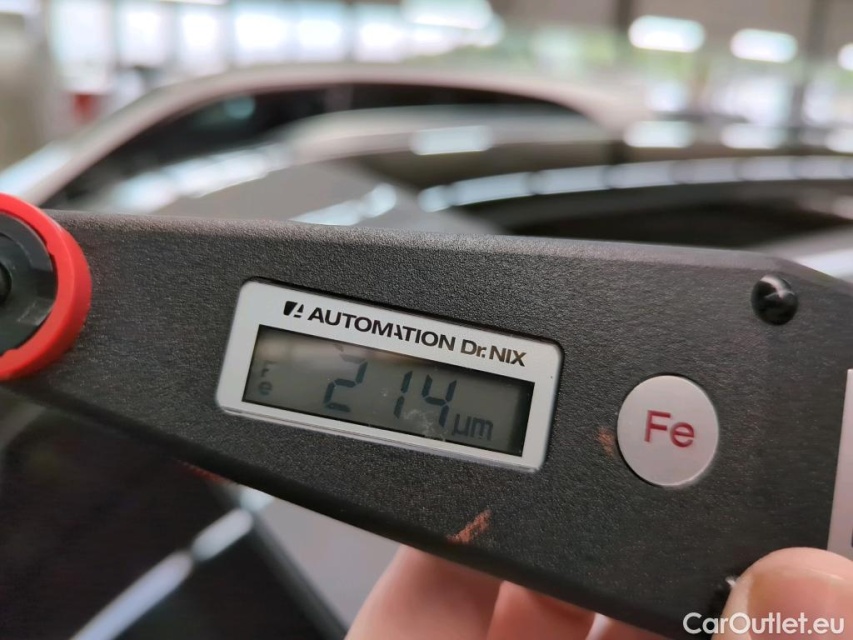 AUTOMATION Dr. NIX
Fe
214 µm
Fe
CarOutlet.eu